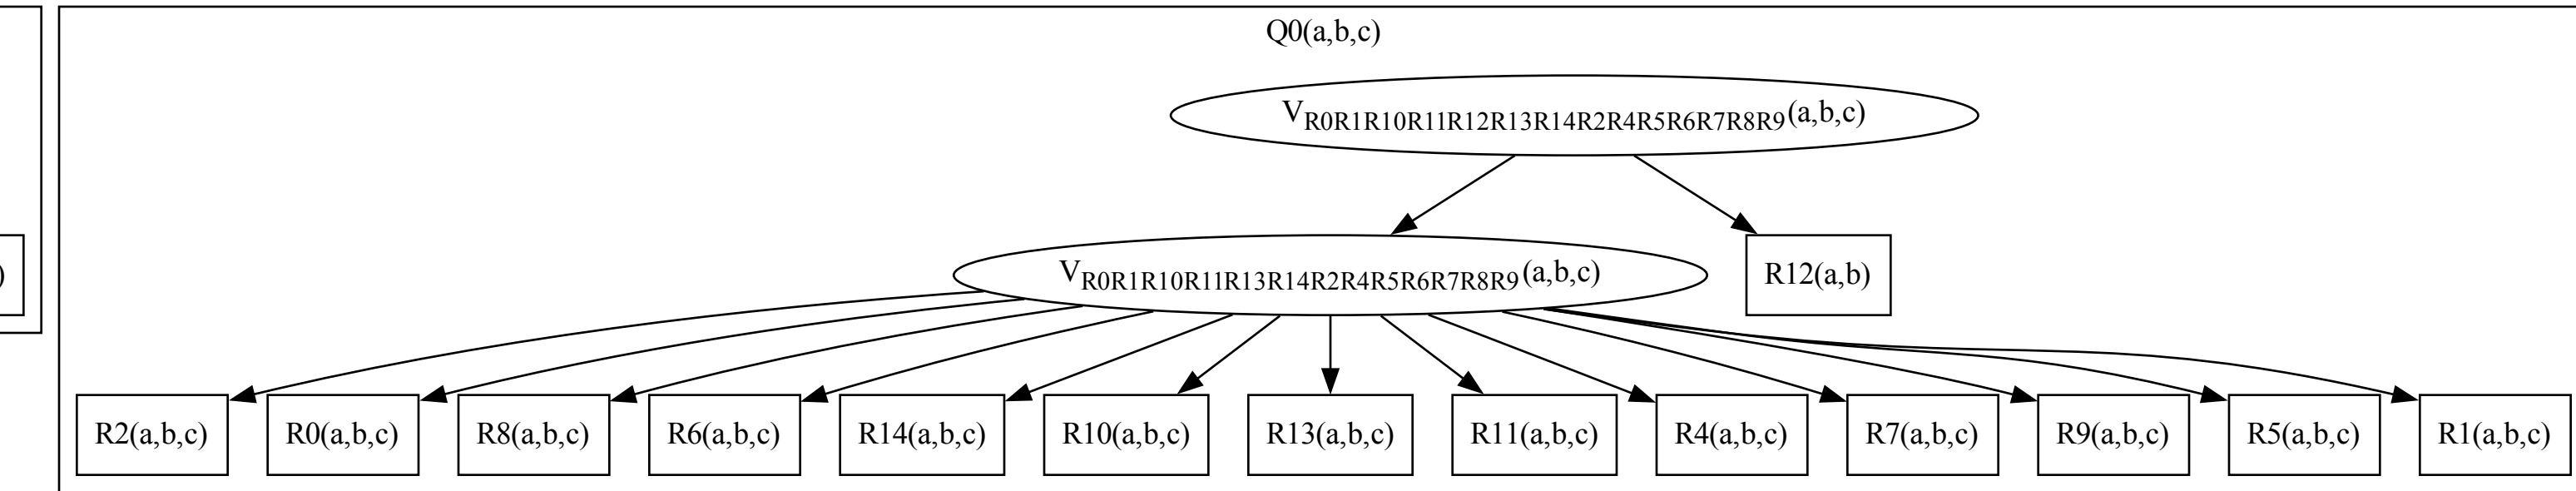 Q0(a,b,c)
VR0R1R10R11R12R13R14R2R4R5R6R7R8R9(a,b,c)
VR0R1R10R11R13R14R2R4R5R6R7R8R9(a,b,c)
R12(a,b)
)
R2(a,b,c)
R0(a,b,c)
R8(a,b,c)
R6(a,b,c)
R14(a,b,c)
R10(a,b,c)
R13(a,b,c)
R11(a,b,c)
R4(a,b,c)
R7(a,b,c)
R9(a,b,c)
R5(a,b,c)
R1(a,b,c)